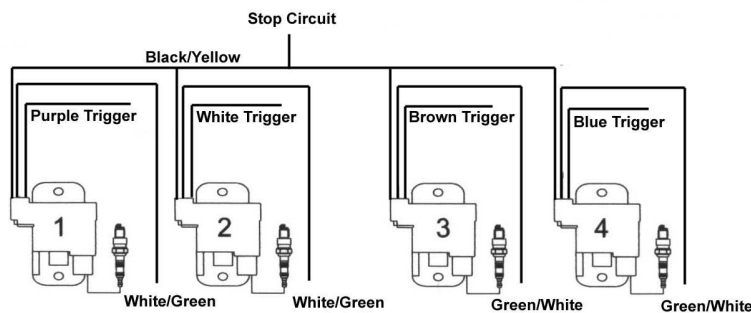 Stop Circuit
Black/Yellow
Purple Trigger
White Trigger
Brown Trigger
Blue Trigger
1
2
3
4
White/Green
White/Green
Green/White
Green/White